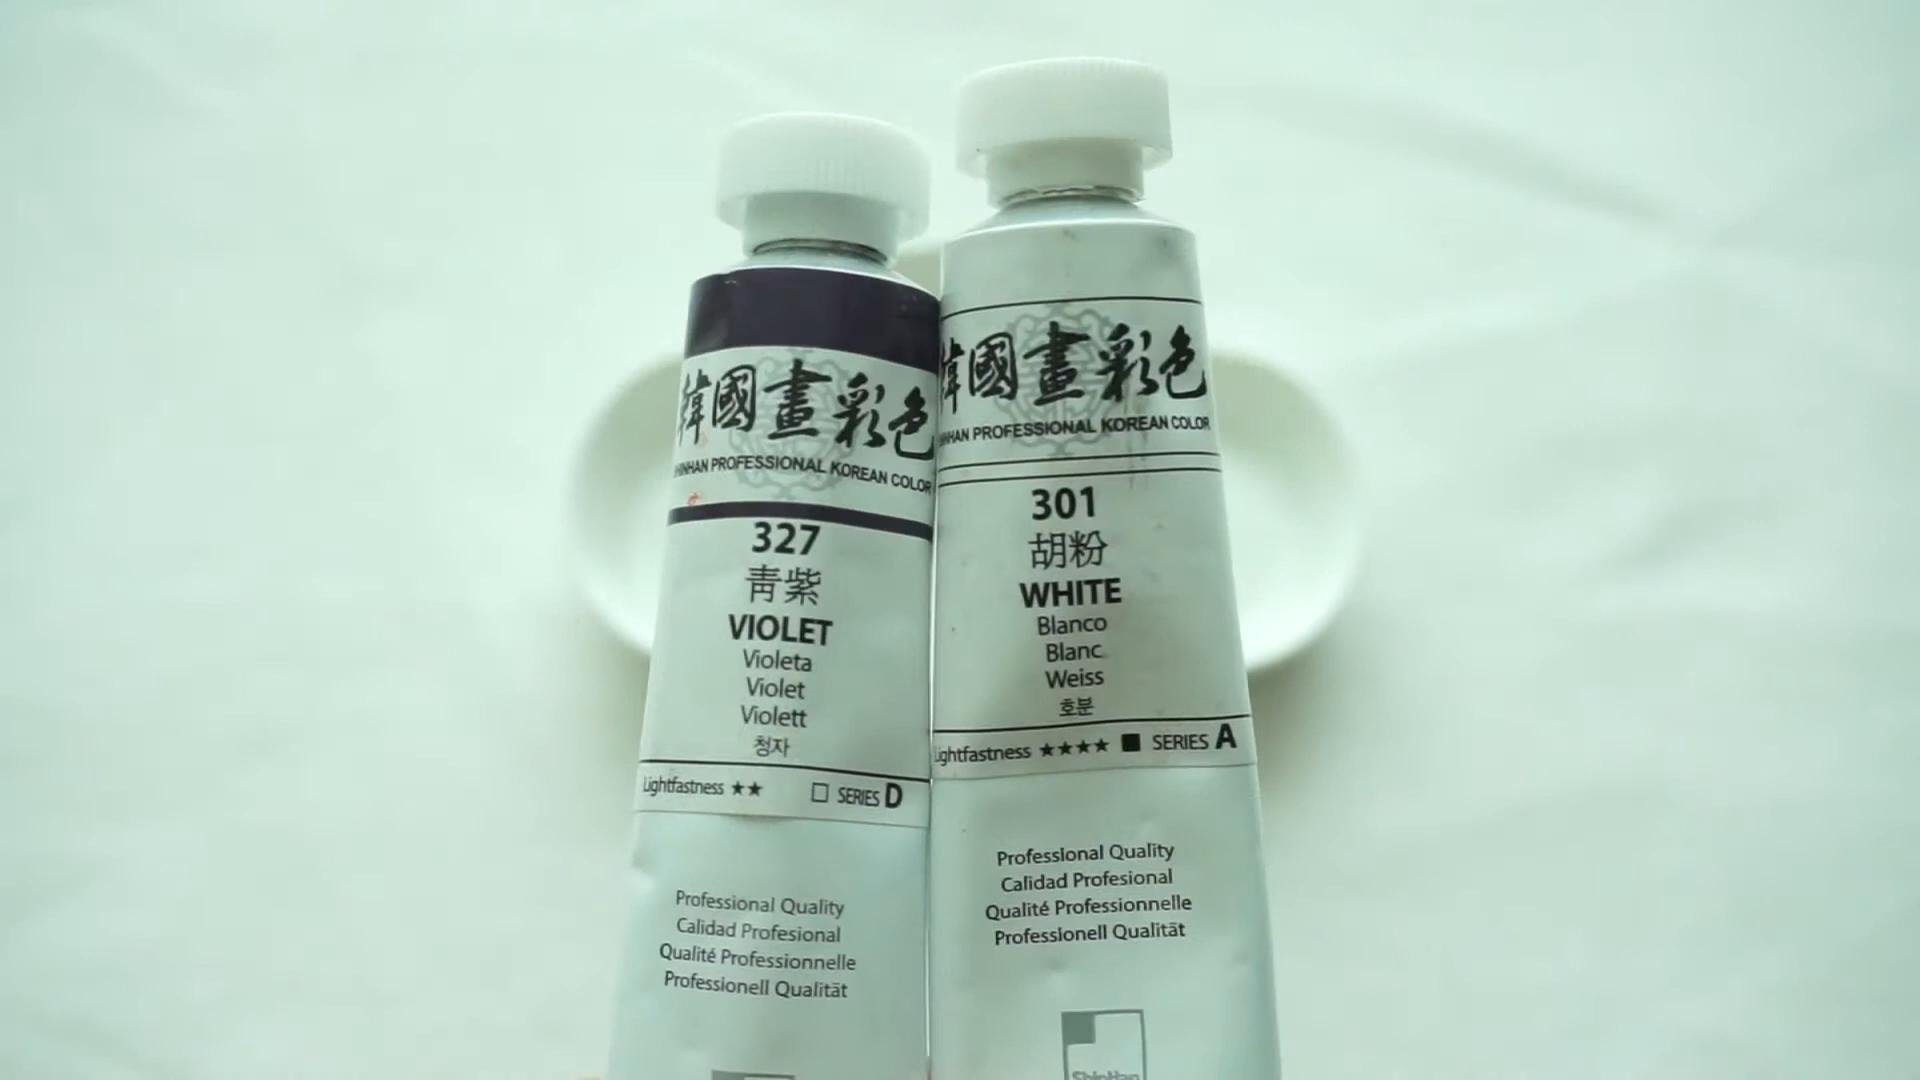 韓國畫彩色
SHINHAN PROFESSIONAL KOREAN COLOR
327
靑紫
VIOLET
Violeta
Violet
Violett
청자
Lightfastness ★★ □ SERIES D
Professional Quality
Calidad Profesional
Qualité Professionnelle
Professionell Qualität
韓國畫彩色
SHINHAN PROFESSIONAL KOREAN COLOR
301
胡粉
WHITE
Blanco
Blanc
Weiss
호분
Lightfastness ★★★★ ■ SERIES A
Professional Quality
Calidad Profesional
Qualité Professionnelle
Professionell Qualität
ShinHan